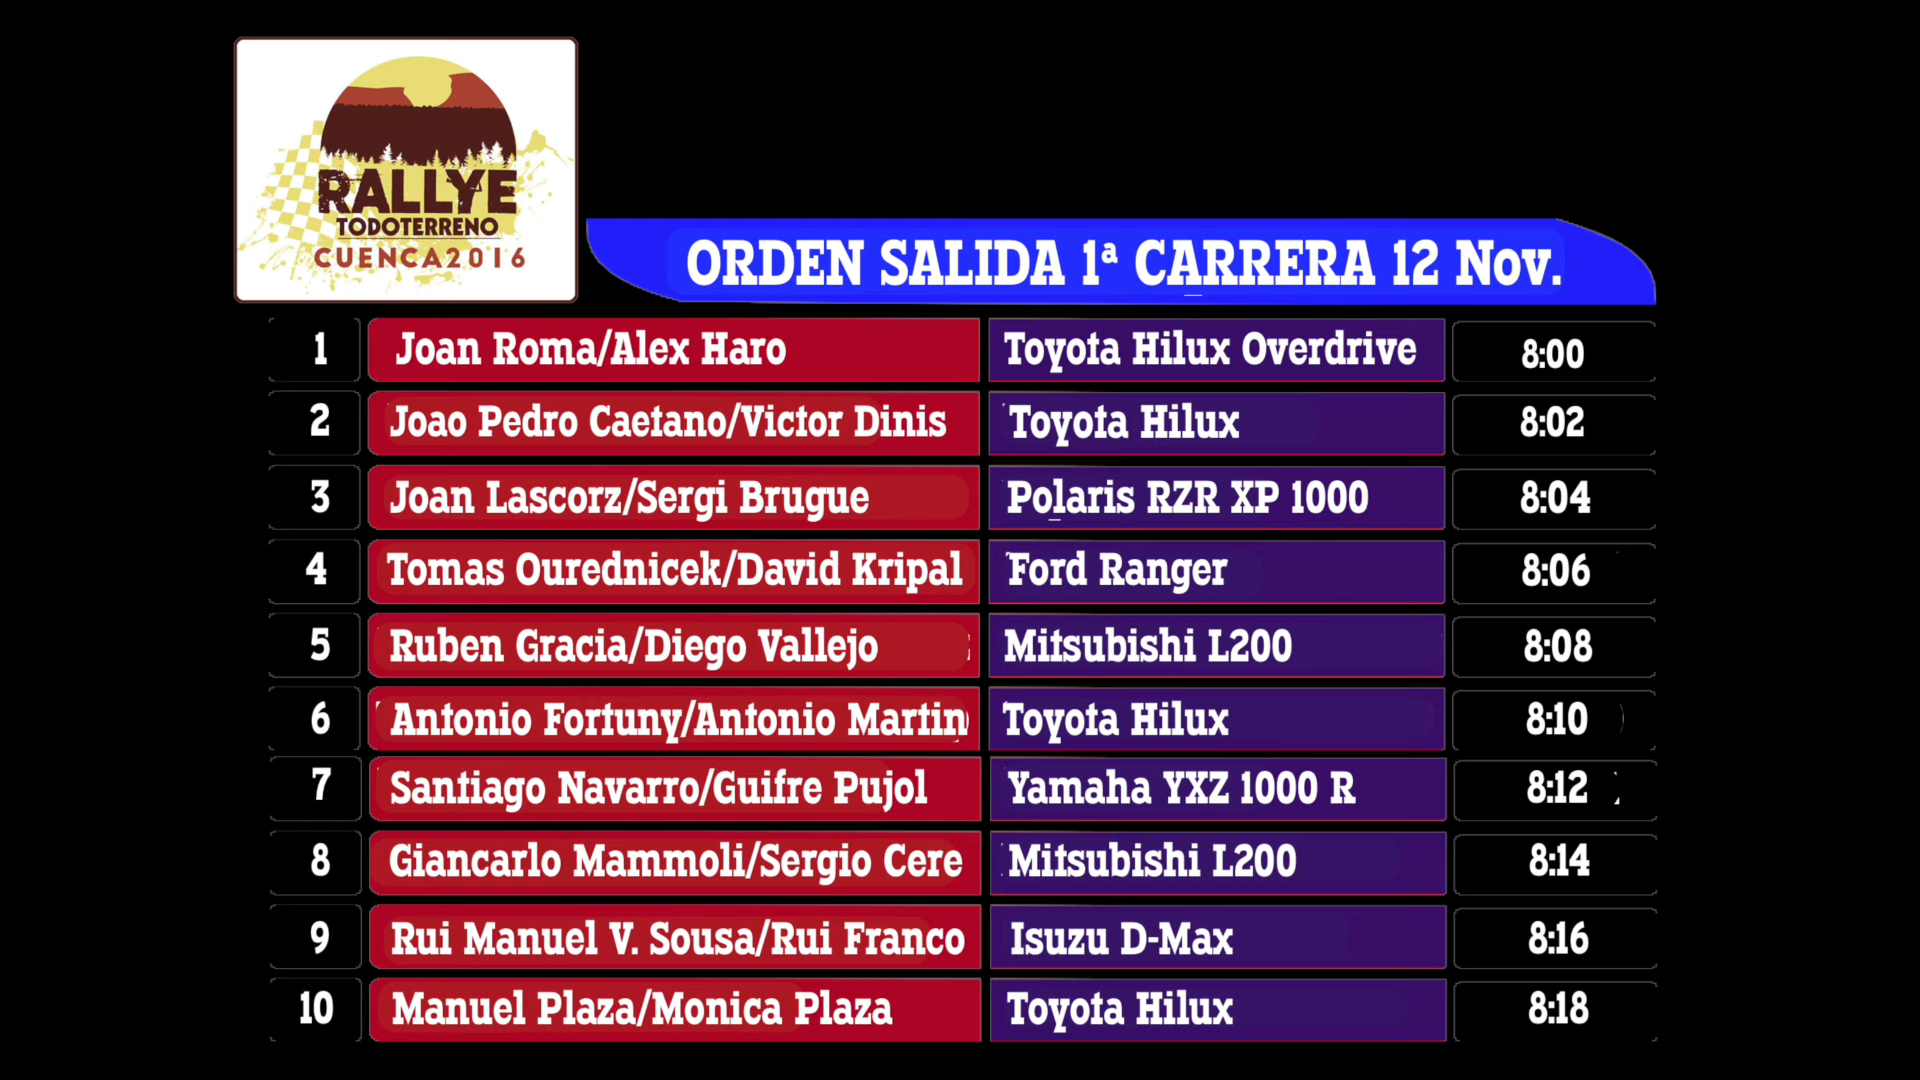 RALLYE
TODOTERRENO
CUENCA2016
ORDEN SALIDA 1ª CARRERA 12 Nov.
1 Joan Roma/Alex Haro Toyota Hilux Overdrive 8:00
2 Joao Pedro Caetano/Victor Dinis Toyota Hilux 8:02
3 Joan Lascorz/Sergi Brugue Polaris RZR XP 1000 8:04
4 Tomas Ourednicek/David Kripal Ford Ranger 8:06
5 Ruben Gracia/Diego Vallejo Mitsubishi L200 8:08
6 Antonio Fortuny/Antonio Martin Toyota Hilux 8:10
7 Santiago Navarro/Guifre Pujol Yamaha YXZ 1000 R 8:12
8 Giancarlo Mammoli/Sergio Cere Mitsubishi L200 8:14
9 Rui Manuel V. Sousa/Rui Franco Isuzu D-Max 8:16
10 Manuel Plaza/Monica Plaza Toyota Hilux 8:18